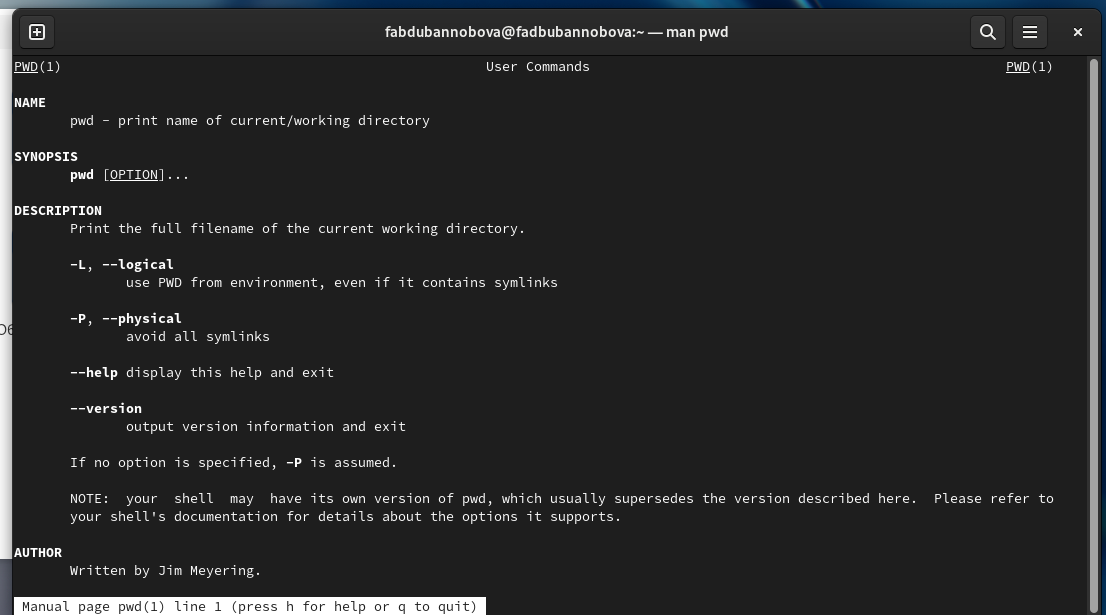 fabdubannobova@fadbubannobova:~ — man pwd
PWD(1) User Commands PWD(1)
NAME
pwd - print name of current/working directory
SYNOPSIS
pwd [OPTION]...
DESCRIPTION
Print the full filename of the current working directory.
-L, --logical
use PWD from environment, even if it contains symlinks
-P, --physical
avoid all symlinks
--help display this help and exit
--version
output version information and exit
If no option is specified, -P is assumed.
NOTE:  your  shell  may  have its own version of pwd, which usually supersedes the version described here.  Please refer to
your shell's documentation for details about the options it supports.
AUTHOR
Written by Jim Meyering.
Manual page pwd(1) line 1 (press h for help or q to quit)